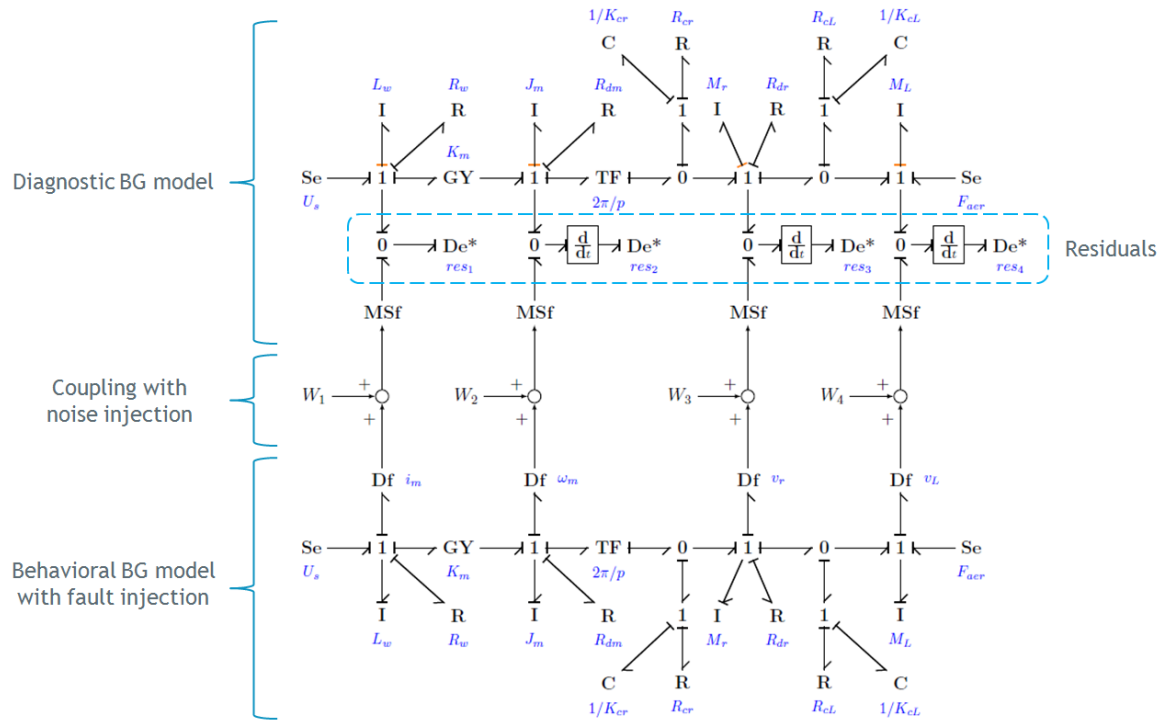 1/K_cr R_cr R_cL 1/K_cL
C R R C
L_w R_w J_m R_dm M_r R_dr M_L
I R I R 1 I R 1 I
K_m
Diagnostic BG model
Se 1 GY 1 TF 0 1 0 1 Se
U_s 2π/p F_aer
0 De* 0 d/dt De* 0 d/dt De* 0 d/dt De* Residuals
res_1 res_2 res_3 res_4
MSf MSf MSf MSf
Coupling with
noise injection
W_1 + W_2 + W_3 + W_4 +
+ + + +
Df i_m Df ω_m Df v_r Df v_L
Se 1 GY 1 TF 0 1 0 1 Se
U_s K_m 2π/p F_aer
Behavioral BG model
with fault injection
I R I R 1 I R 1 I
L_w R_w J_m R_dm M_r R_dr M_L
C R R C
1/K_cr R_cr R_cL 1/K_cL